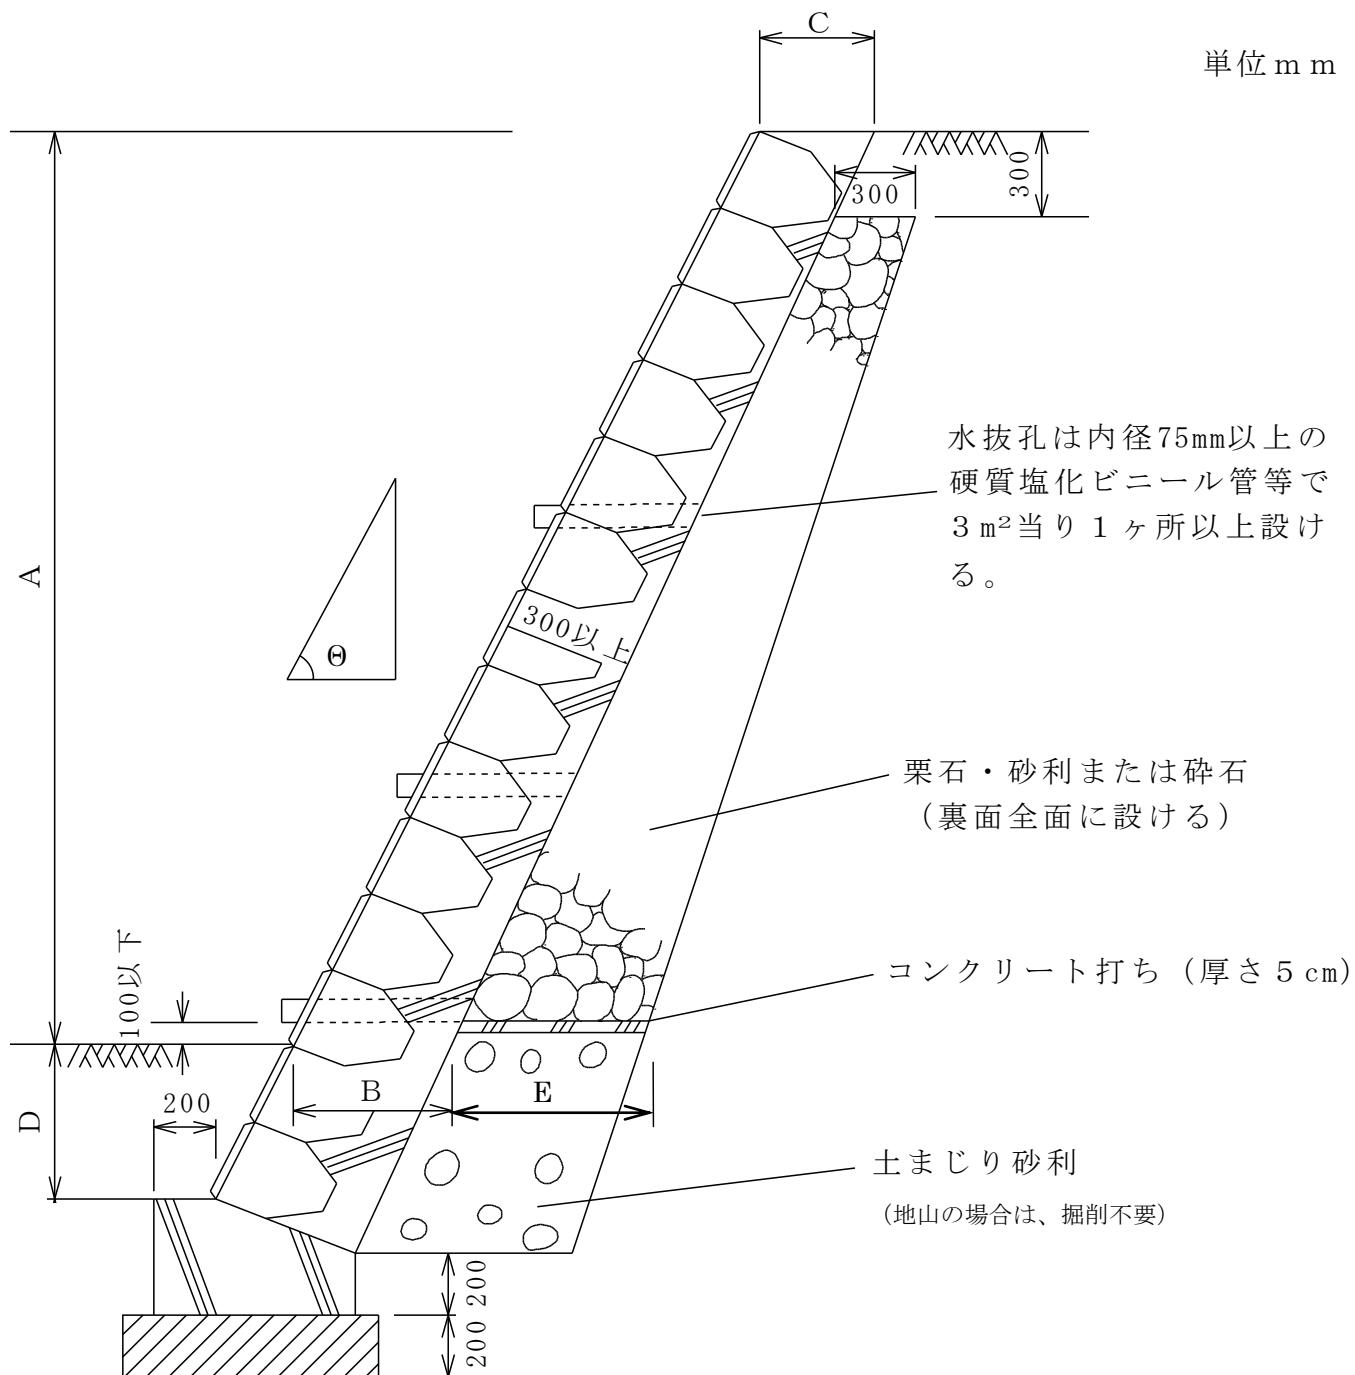 C
単位ｍｍ
300
300
水抜孔は内径75mm以上の
硬質塩化ビニール管等で
３m²当り１ヶ所以上設け
る。
A
Θ
300以上
栗石・砂利または砕石
（裏面全面に設ける）
100以下
コンクリート打ち（厚さ５cm）
B
E
D
200
土まじり砂利
（地山の場合は、掘削不要）
200
200